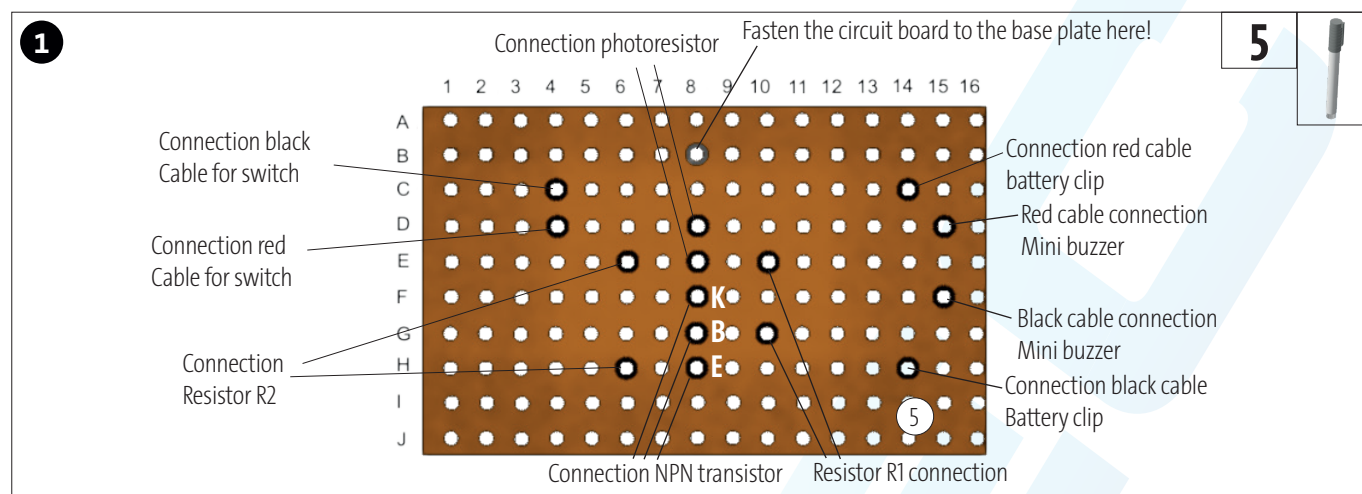 1
Connection photoresistor
Fasten the circuit board to the base plate here!
5
1 2 3 4 5 6 7 8 9 10 11 12 13 14 15 16
A
B
C
D
E
F
G
H
I
J
Connection black
Cable for switch
Connection red
Cable for switch
Connection
Resistor R2
K
B
E
5
Connection red cable
battery clip
Red cable connection
Mini buzzer
Black cable connection
Mini buzzer
Connection black cable
Battery clip
Connection NPN transistor
Resistor R1 connection